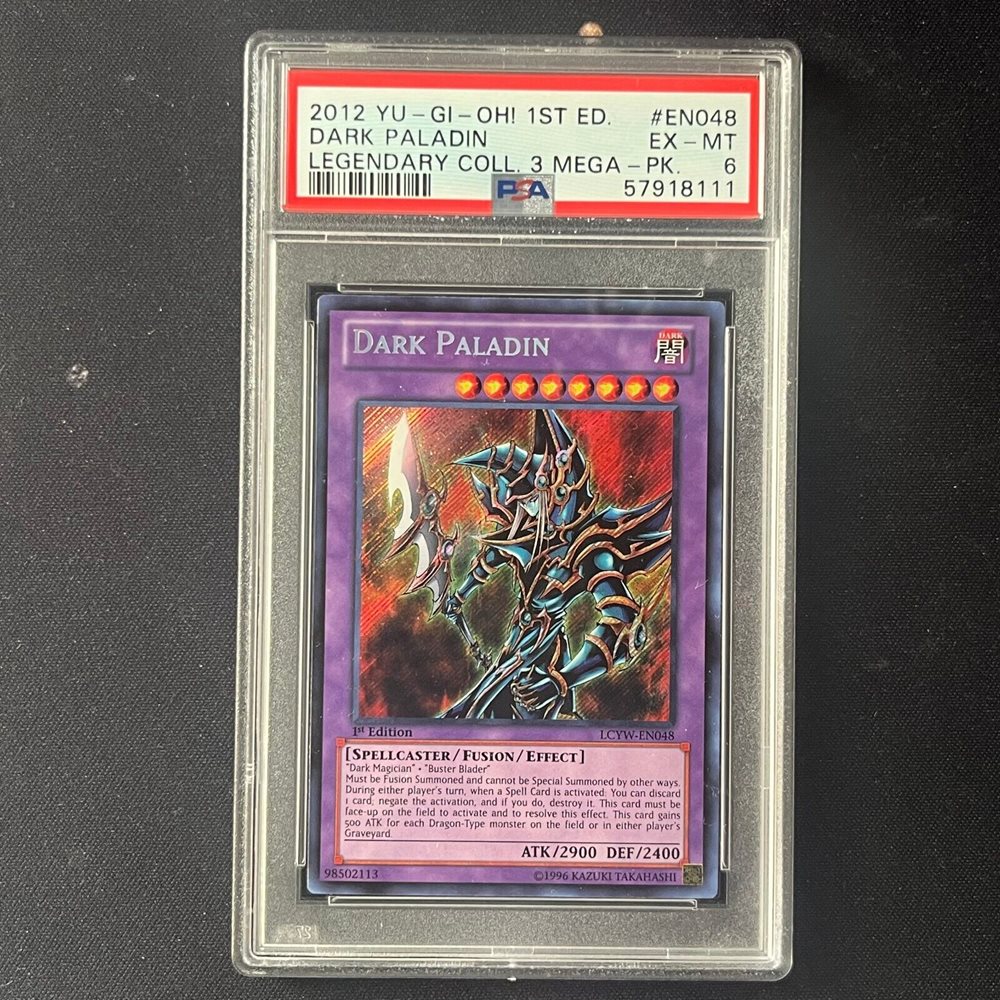 2012 YU-GI-OH! 1ST ED. #EN048
DARK PALADIN EX-MT
LEGENDARY COLL. 3 MEGA-PK. 6
PSA 57918111
DARK PALADIN
DARK
闇
1st Edition LCYW-EN048
[SPELLCASTER/FUSION/EFFECT]
"Dark Magician" + "Buster Blader"
Must be Fusion Summoned and cannot be Special Summoned by other ways.
During either player's turn, when a Spell Card is activated: You can discard
1 card; negate the activation, and if you do, destroy it. This card must be
face-up on the field to activate and to resolve this effect. This card gains
500 ATK for each Dragon-Type monster on the field or in either player's
Graveyard.
ATK/2900 DEF/2400
98502113 ©1996 KAZUKI TAKAHASHI